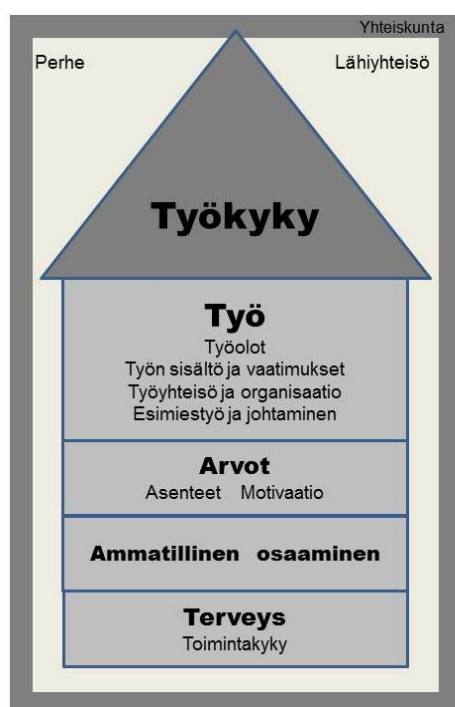 Yhteiskunta
Perhe Lähiyhteisö
Työkyky
Työ
Työolot
Työn sisältö ja vaatimukset
Työyhteisö ja organisaatio
Esimiestyö ja johtaminen
Arvot
Asenteet Motivaatio
Ammatillinen osaaminen
Terveys
Toimintakyky